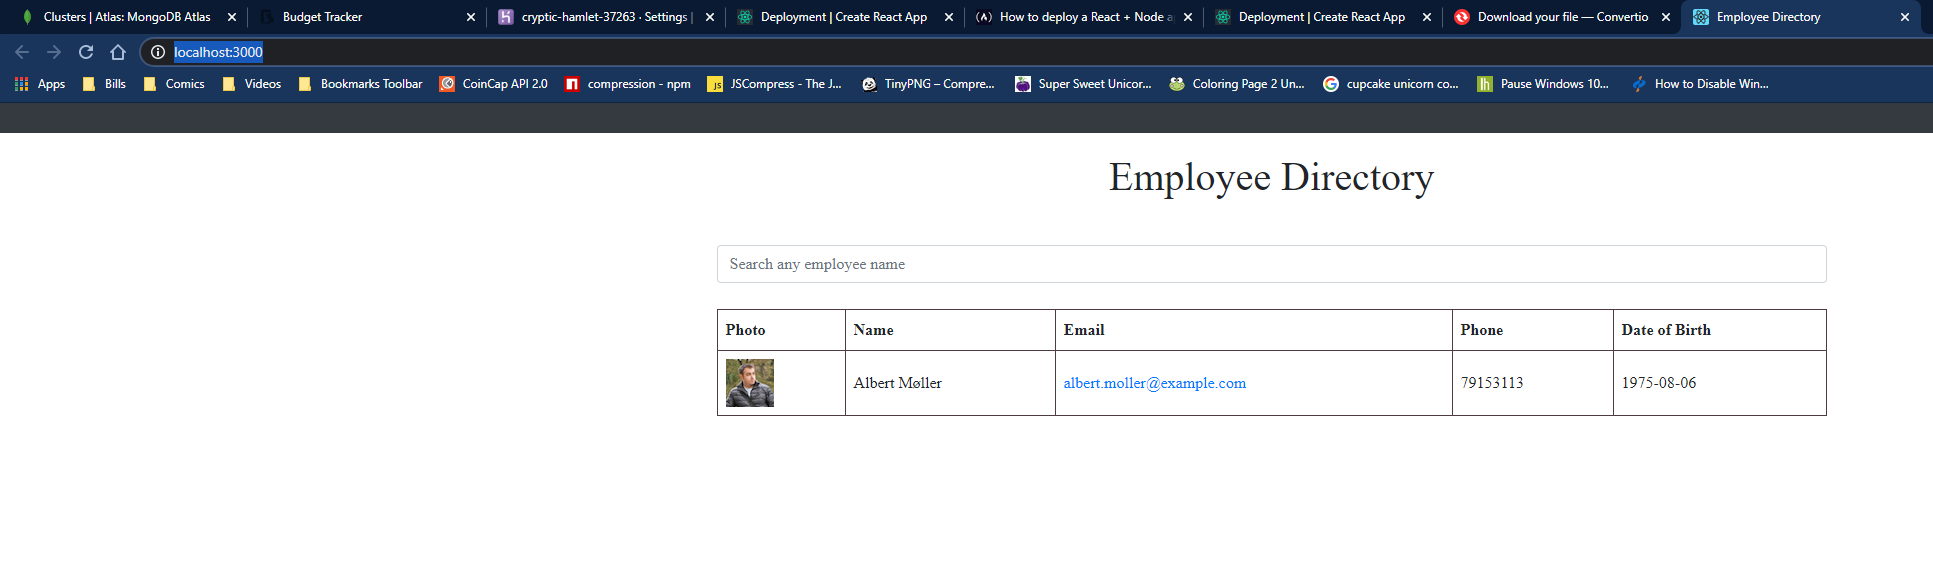 Clusters | Atlas: MongoDB Atlas Budget Tracker cryptic-hamlet-37263 · Settings | Deployment | Create React App How to deploy a React + Node a Deployment | Create React App Download your file — Convertio Employee Directory
localhost:3000
Apps Bills Comics Videos Bookmarks Toolbar CoinCap API 2.0 compression - npm JSCompress - The J... TinyPNG – Compre... Super Sweet Unicor... Coloring Page 2 Un... cupcake unicorn co... Pause Windows 10... How to Disable Win...
Employee Directory
Search any employee name
Photo Name Email Phone Date of Birth
Albert Møller albert.moller@example.com 79153113 1975-08-06